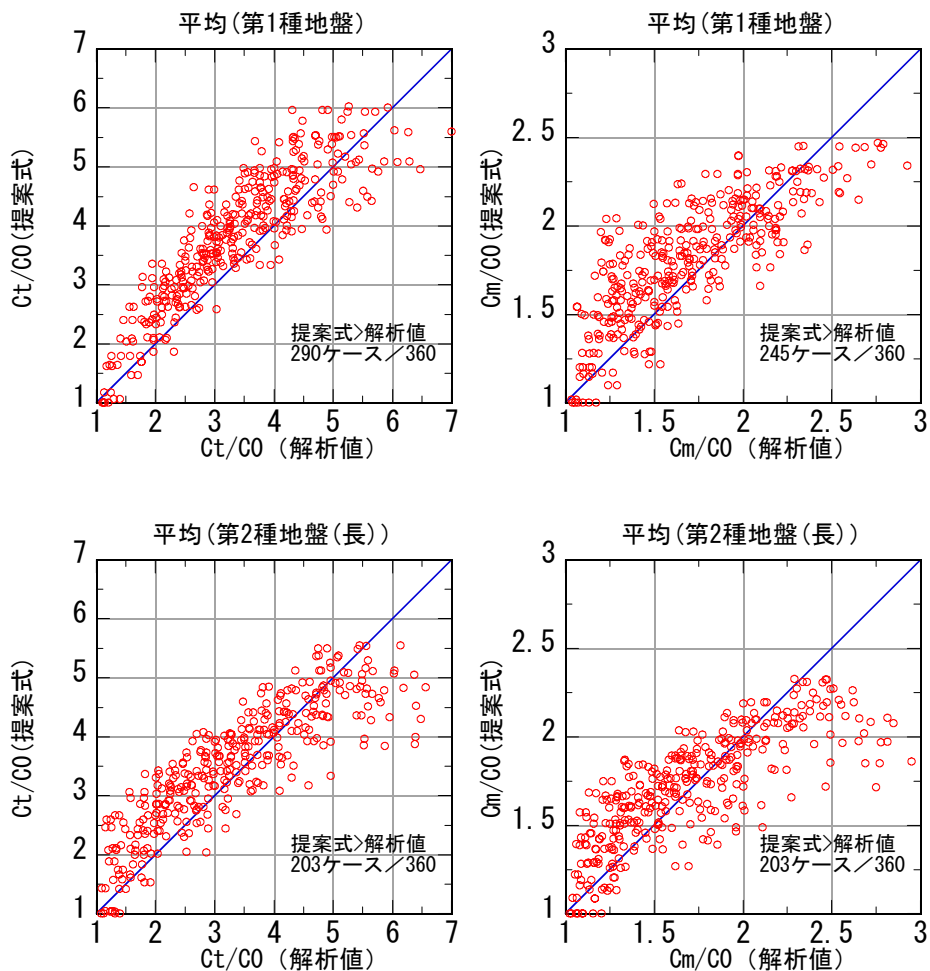 平均(第1種地盤)
7
6
5
4
3
2
1
Ct/C0(提案式)
提案式>解析値
290ケース/360
1 2 3 4 5 6 7
Ct/C0 (解析値)
平均(第1種地盤)
3
2.5
2
1.5
1
Cm/C0(提案式)
提案式>解析値
245ケース/360
1 1.5 2 2.5 3
Cm/C0 (解析値)
平均(第2種地盤(長))
7
6
5
4
3
2
1
Ct/C0(提案式)
提案式>解析値
203ケース/360
1 2 3 4 5 6 7
Ct/C0 (解析値)
平均(第2種地盤(長))
3
2.5
2
1.5
1
Cm/C0(提案式)
提案式>解析値
203ケース/360
1 1.5 2 2.5 3
Cm/C0 (解析値)